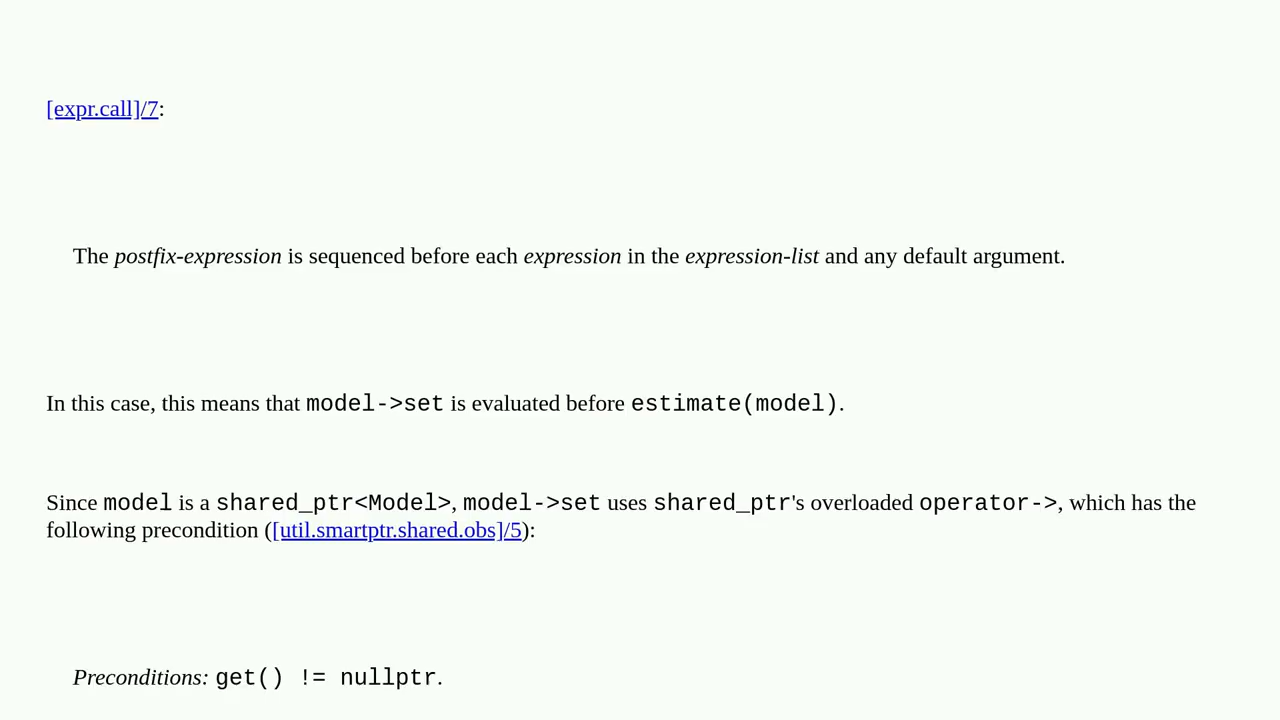 [expr.call]/7:
The postfix-expression is sequenced before each expression in the expression-list and any default argument.
In this case, this means that model->set is evaluated before estimate(model).
Since model is a shared_ptr<Model>, model->set uses shared_ptr's overloaded operator->, which has the
following precondition ([util.smartptr.shared.obs]/5):
Preconditions: get() != nullptr.